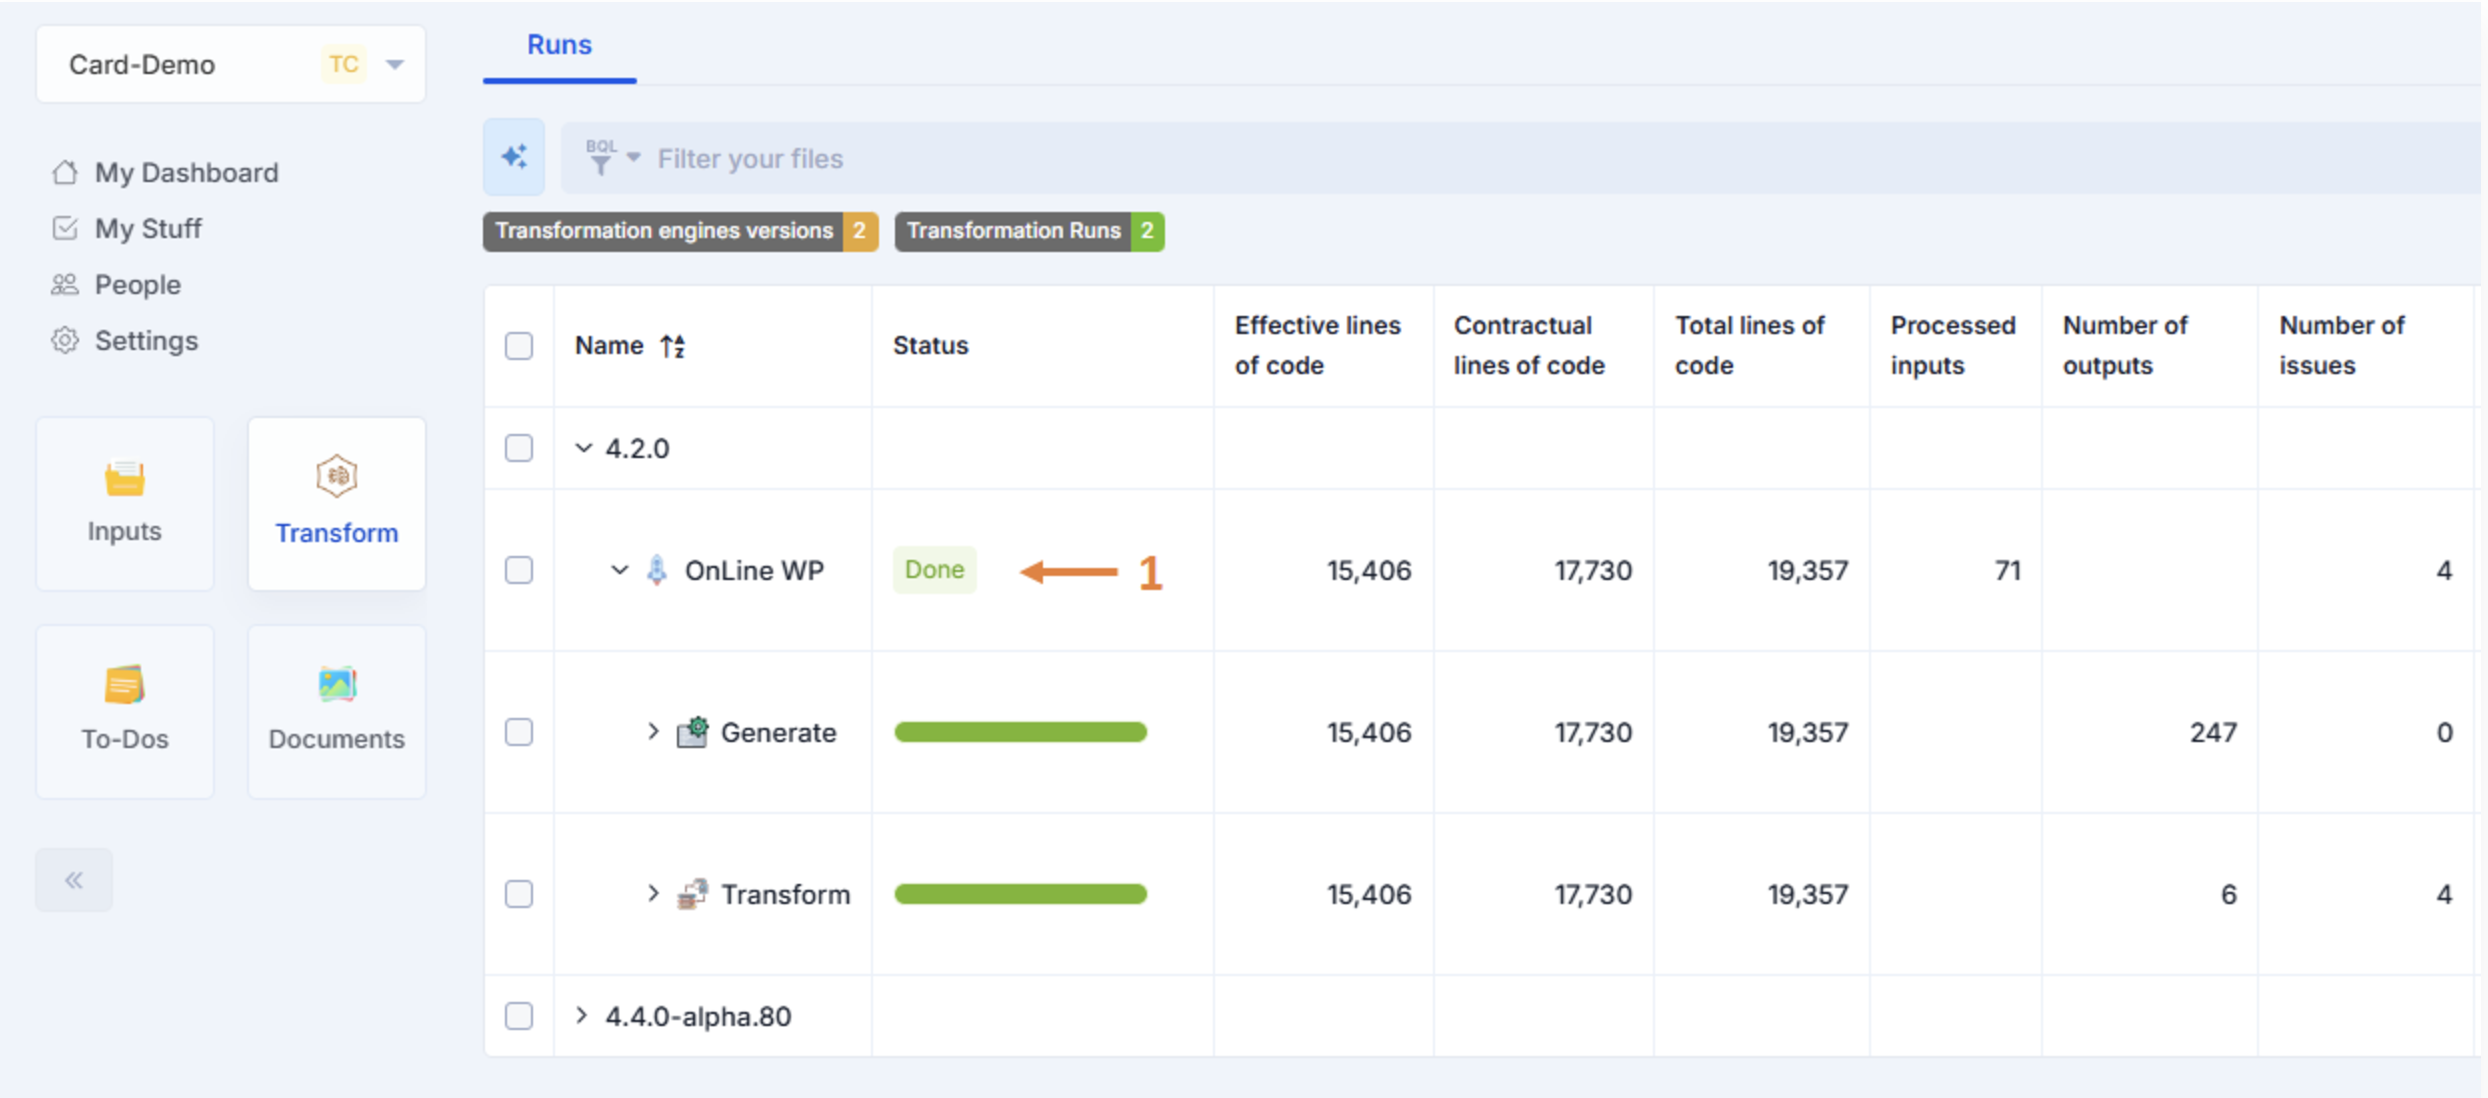 Card-Demo TC
My Dashboard
My Stuff
People
Settings
Inputs
Transform
To-Dos
Documents
Runs
BQL Filter your files
Transformation engines versions 2 Transformation Runs 2
Name Status Effective lines of code Contractual lines of code Total lines of code Processed inputs Number of outputs Number of issues
4.2.0
OnLine WP Done 1 15,406 17,730 19,357 71 4
Generate 15,406 17,730 19,357 247 0
Transform 15,406 17,730 19,357 6 4
4.4.0-alpha.80